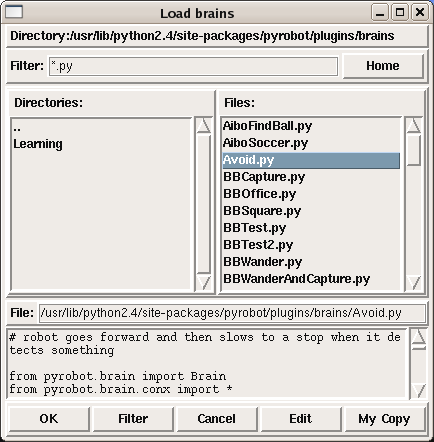 Load brains
Directory:/usr/lib/python2.4/site-packages/pyrobot/plugins/brains
Filter: *.py Home
Directories: Files:
..
Learning
AiboFindBall.py
AiboSoccer.py
Avoid.py
BBCapture.py
BBOffice.py
BBSquare.py
BBTest.py
BBTest2.py
BBWander.py
BBWanderAndCapture.py
File: /usr/lib/python2.4/site-packages/pyrobot/plugins/brains/Avoid.py
# robot goes forward and then slows to a stop when it de
tects something
from pyrobot.brain import Brain
from pyrobot.brain.conx import *
OK Filter Cancel Edit My Copy